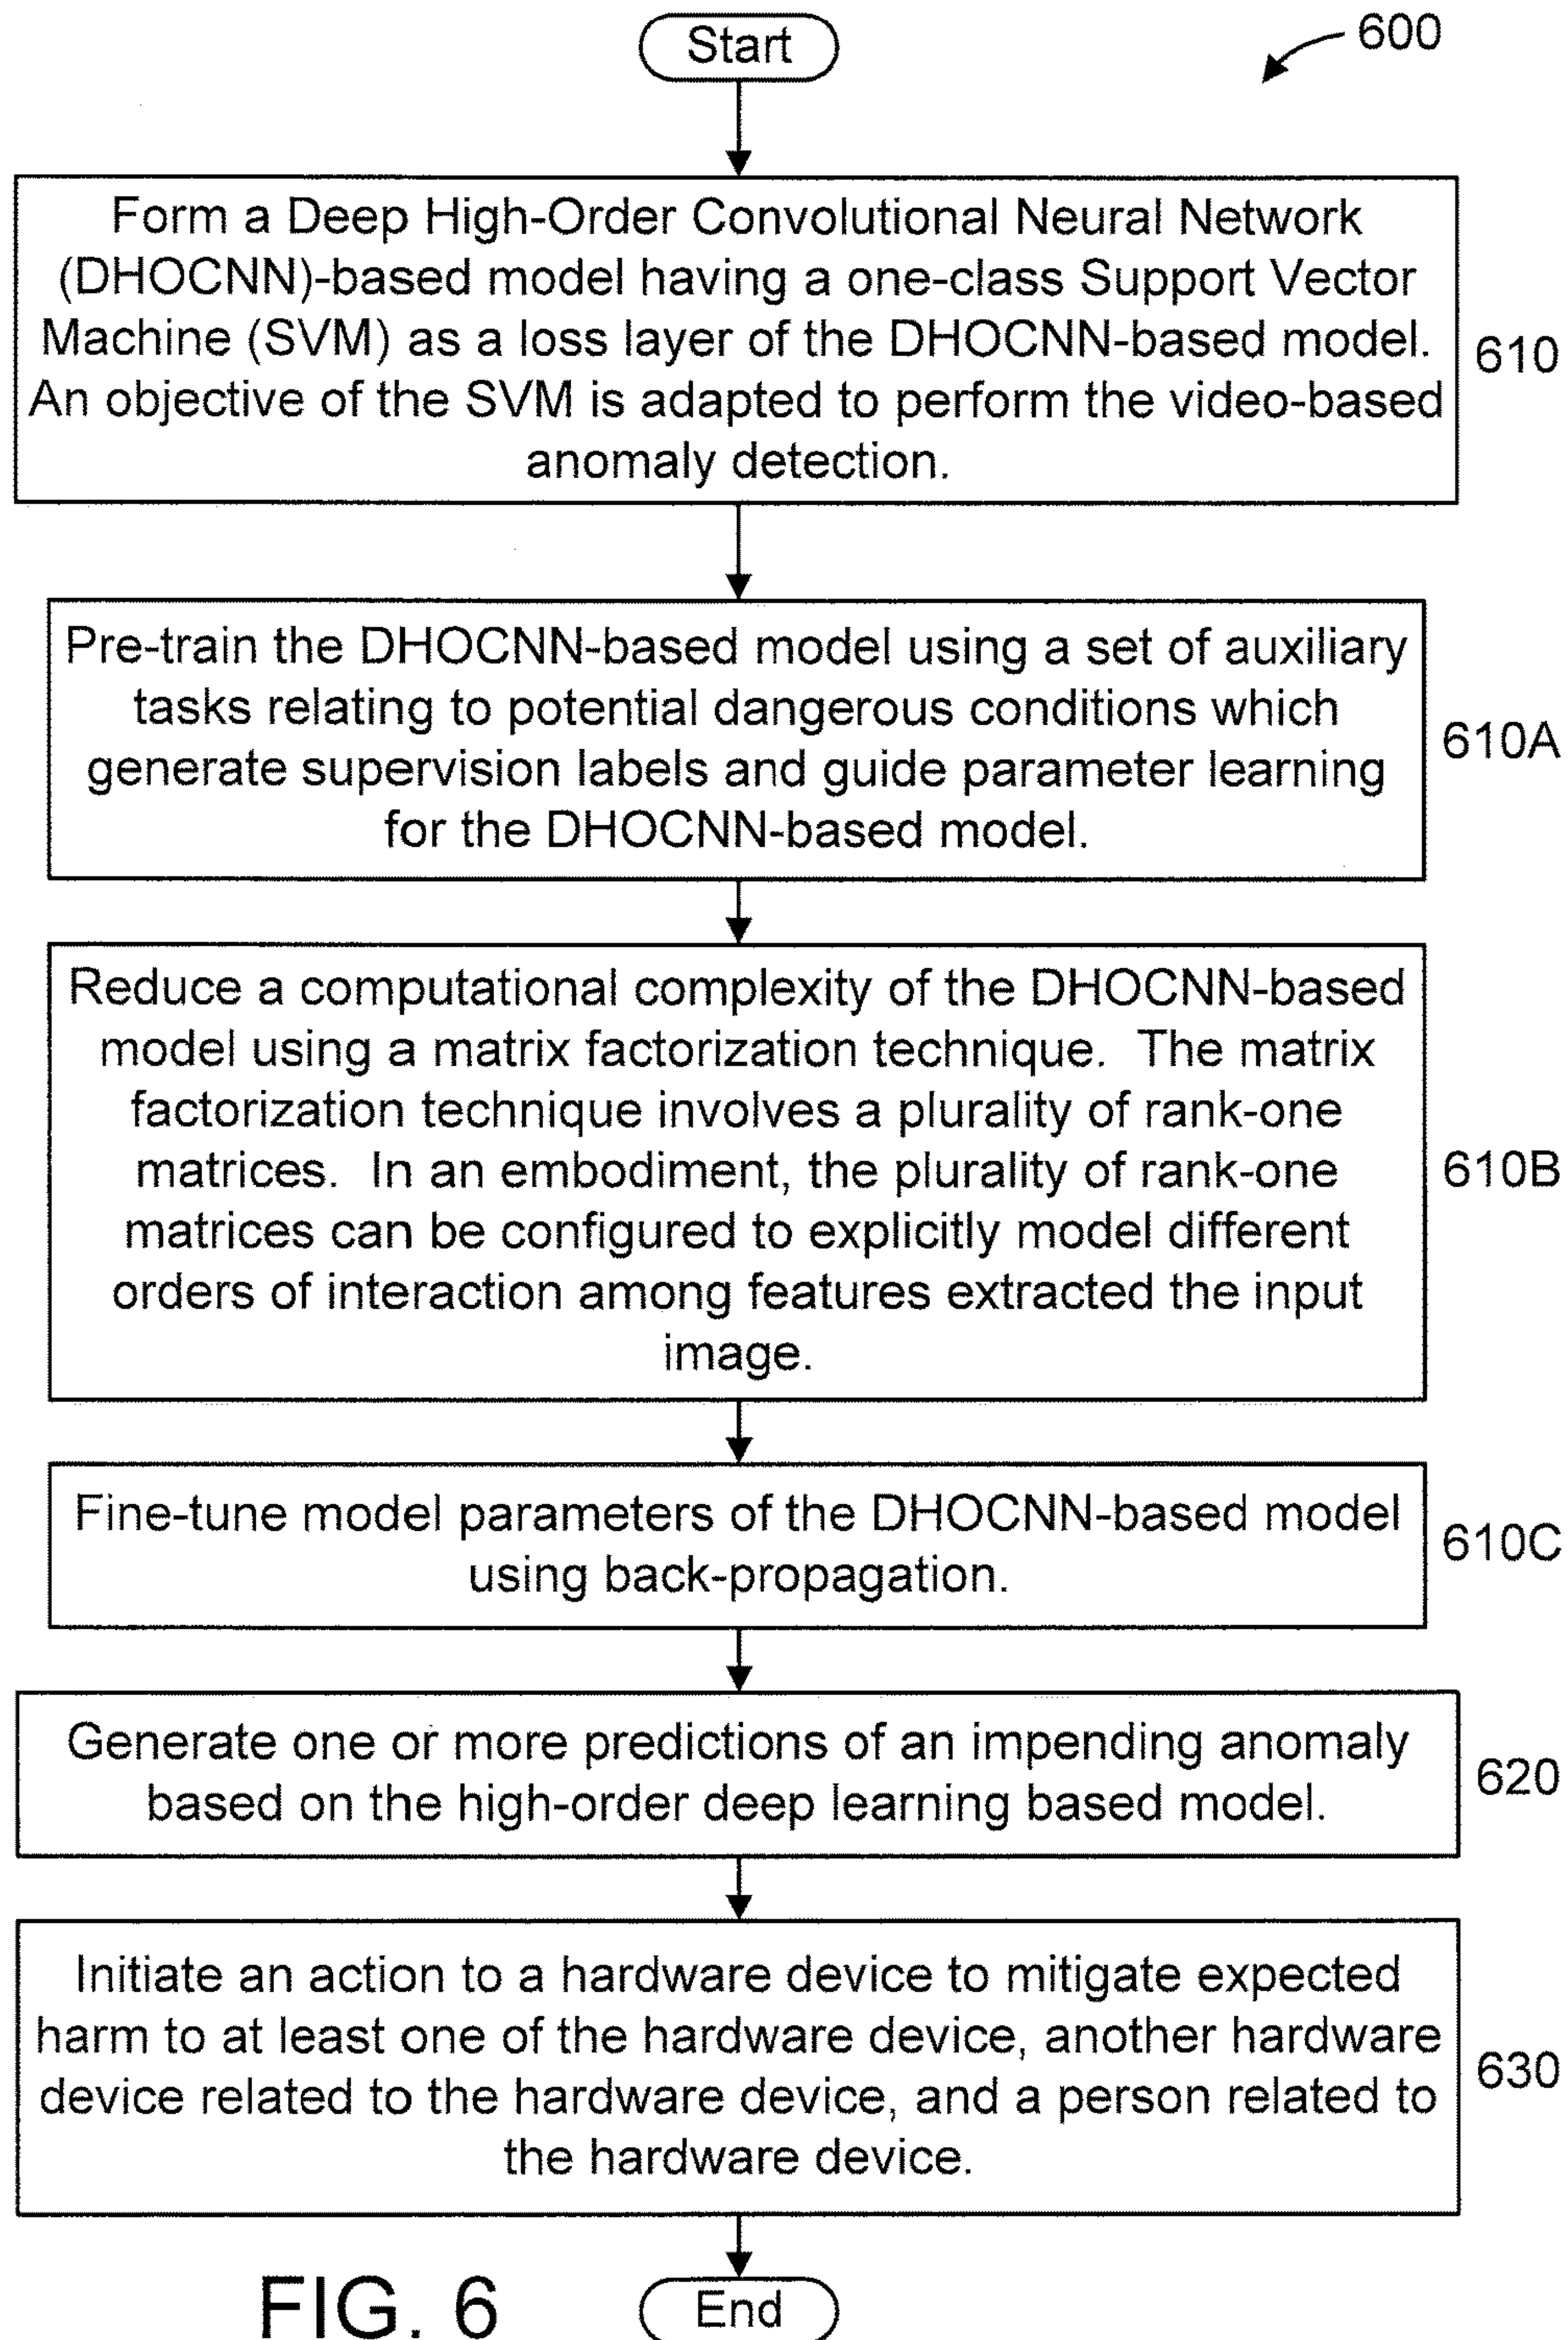 Start
600
Form a Deep High-Order Convolutional Neural Network
(DHOCNN)-based model having a one-class Support Vector
Machine (SVM) as a loss layer of the DHOCNN-based model.
An objective of the SVM is adapted to perform the video-based
anomaly detection.
610
Pre-train the DHOCNN-based model using a set of auxiliary
tasks relating to potential dangerous conditions which
generate supervision labels and guide parameter learning
for the DHOCNN-based model.
610A
Reduce a computational complexity of the DHOCNN-based
model using a matrix factorization technique. The matrix
factorization technique involves a plurality of rank-one
matrices. In an embodiment, the plurality of rank-one
matrices can be configured to explicitly model different
orders of interaction among features extracted the input
image.
610B
Fine-tune model parameters of the DHOCNN-based model
using back-propagation.
610C
Generate one or more predictions of an impending anomaly
based on the high-order deep learning based model.
620
Initiate an action to a hardware device to mitigate expected
harm to at least one of the hardware device, another hardware
device related to the hardware device, and a person related to
the hardware device.
630
FIG. 6
End